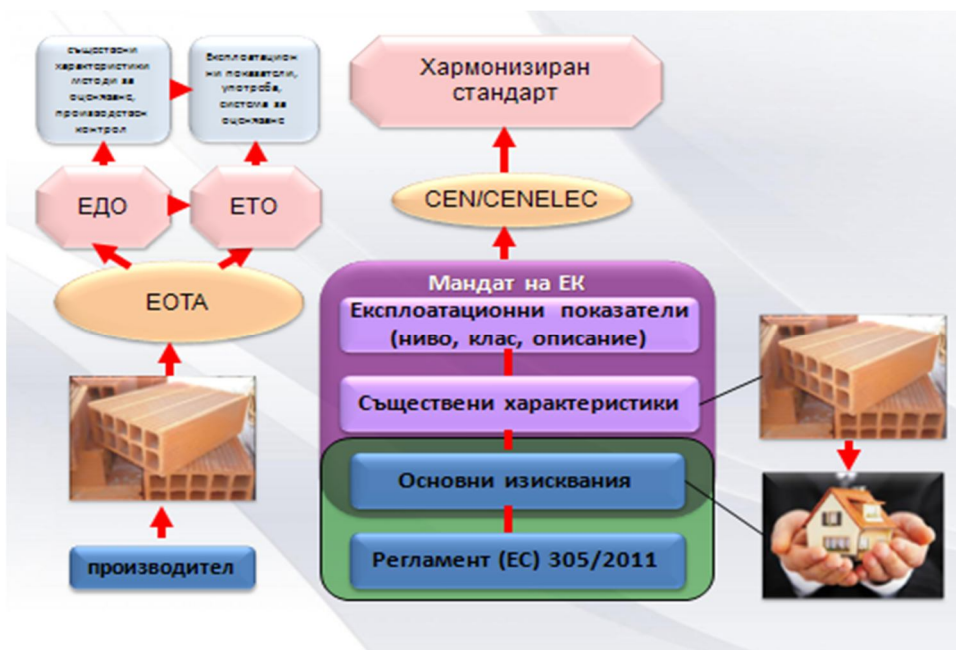 съществени
характеристики
методи за
оценяване,
производствен
контрол
Експлоатацион
ни показатели,
употреба,
система за
оценяване
ЕДО
ЕТО
ЕОТА
производител
Хармонизиран
стандарт
CEN/CENELEC
Мандат на ЕК
Експлоатационни показатели
(ниво, клас, описание)
Съществени характеристики
Основни изисквания
Регламент (ЕС) 305/2011